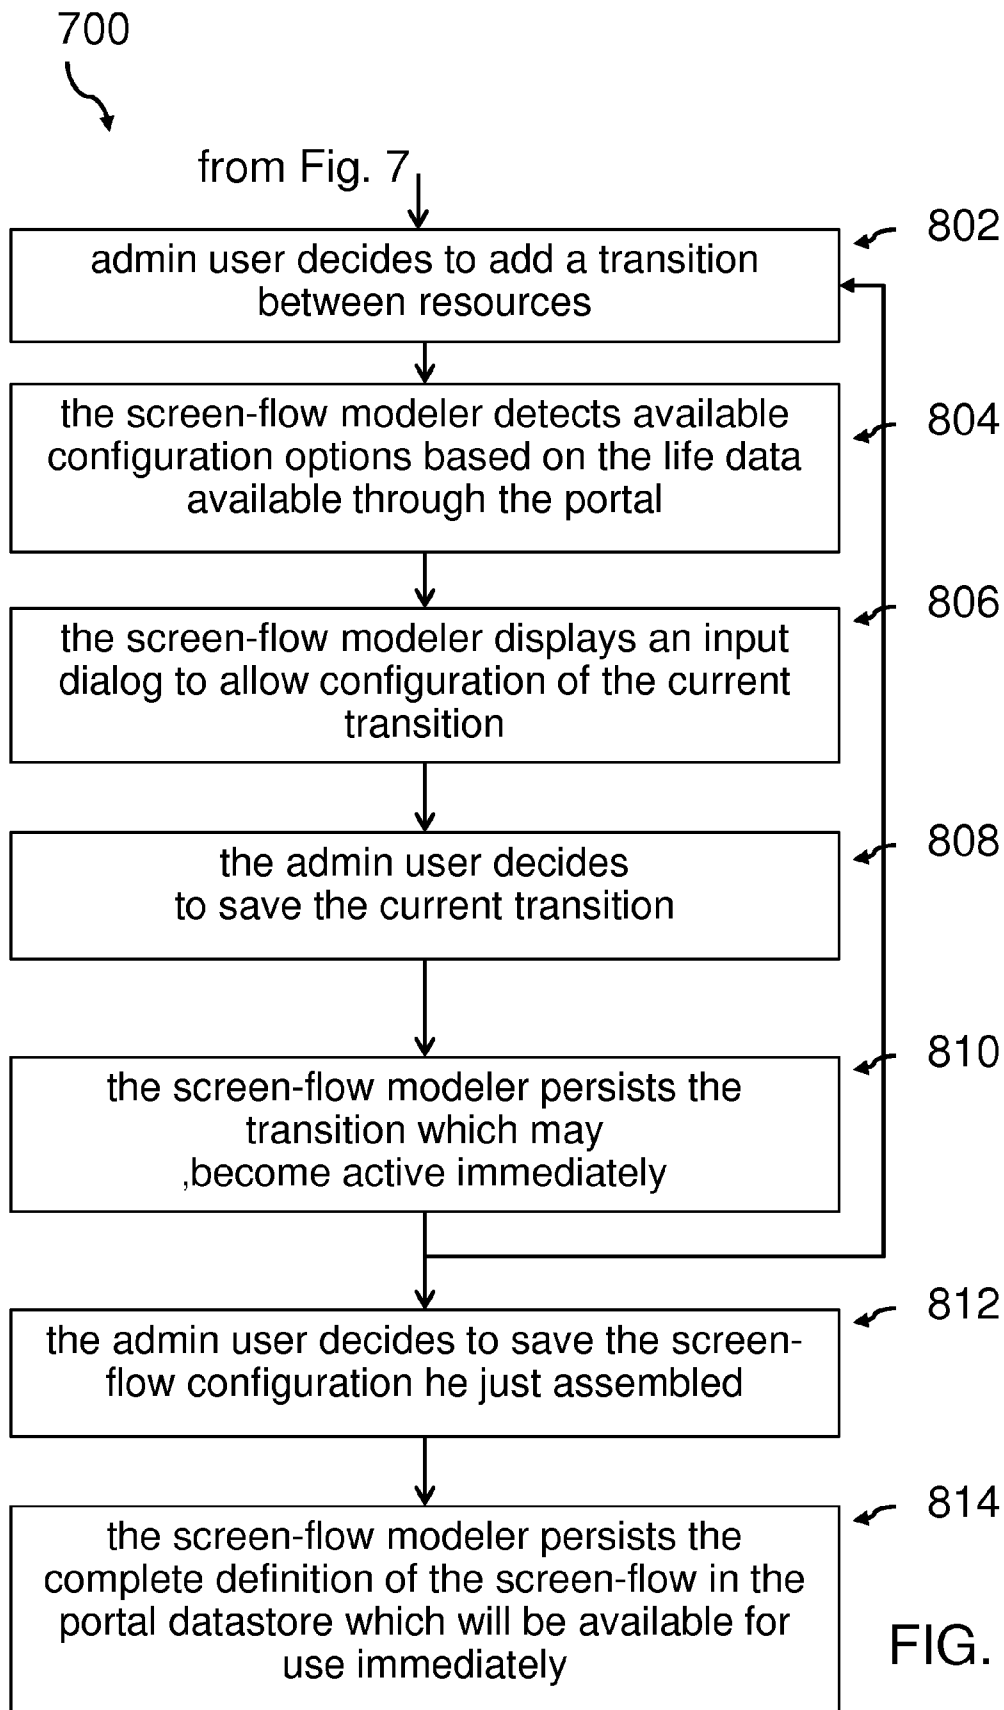 700
from Fig. 7
802
admin user decides to add a transition
between resources
804
the screen-flow modeler detects available
configuration options based on the life data
available through the portal
806
the screen-flow modeler displays an input
dialog to allow configuration of the current
transition
808
the admin user decides
to save the current transition
810
the screen-flow modeler persists the
transition which may
,become active immediately
812
the admin user decides to save the screen-
flow configuration he just assembled
814
the screen-flow modeler persists the
complete definition of the screen-flow in the
portal datastore which will be available for
use immediately
FIG.